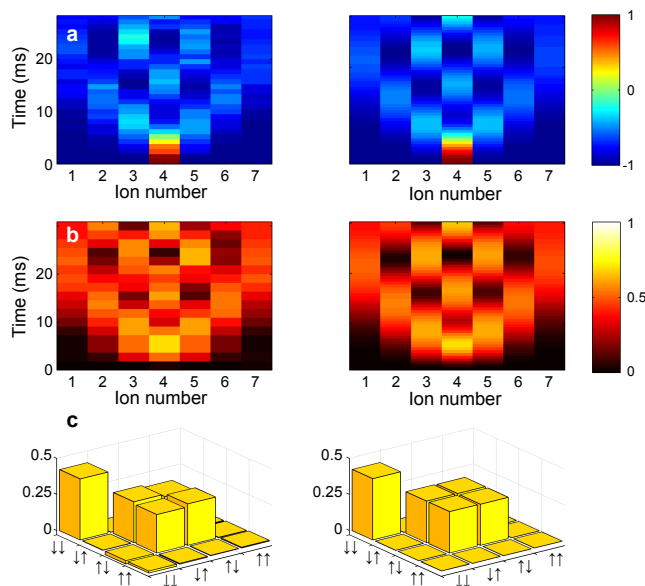 a
Time (ms)
20
10
0
1 2 3 4 5 6 7
Ion number
1 2 3 4 5 6 7
Ion number
1
0
-1
b
Time (ms)
20
10
0
1 2 3 4 5 6 7
Ion number
1 2 3 4 5 6 7
Ion number
1
0.5
0
c
0.5
0.25
0
↓↓ ↓↑ ↑↓ ↑↑
↓↓ ↓↑ ↑↓ ↑↑
0.5
0.25
0
↓↓ ↓↑ ↑↓ ↑↑
↓↓ ↓↑ ↑↓ ↑↑